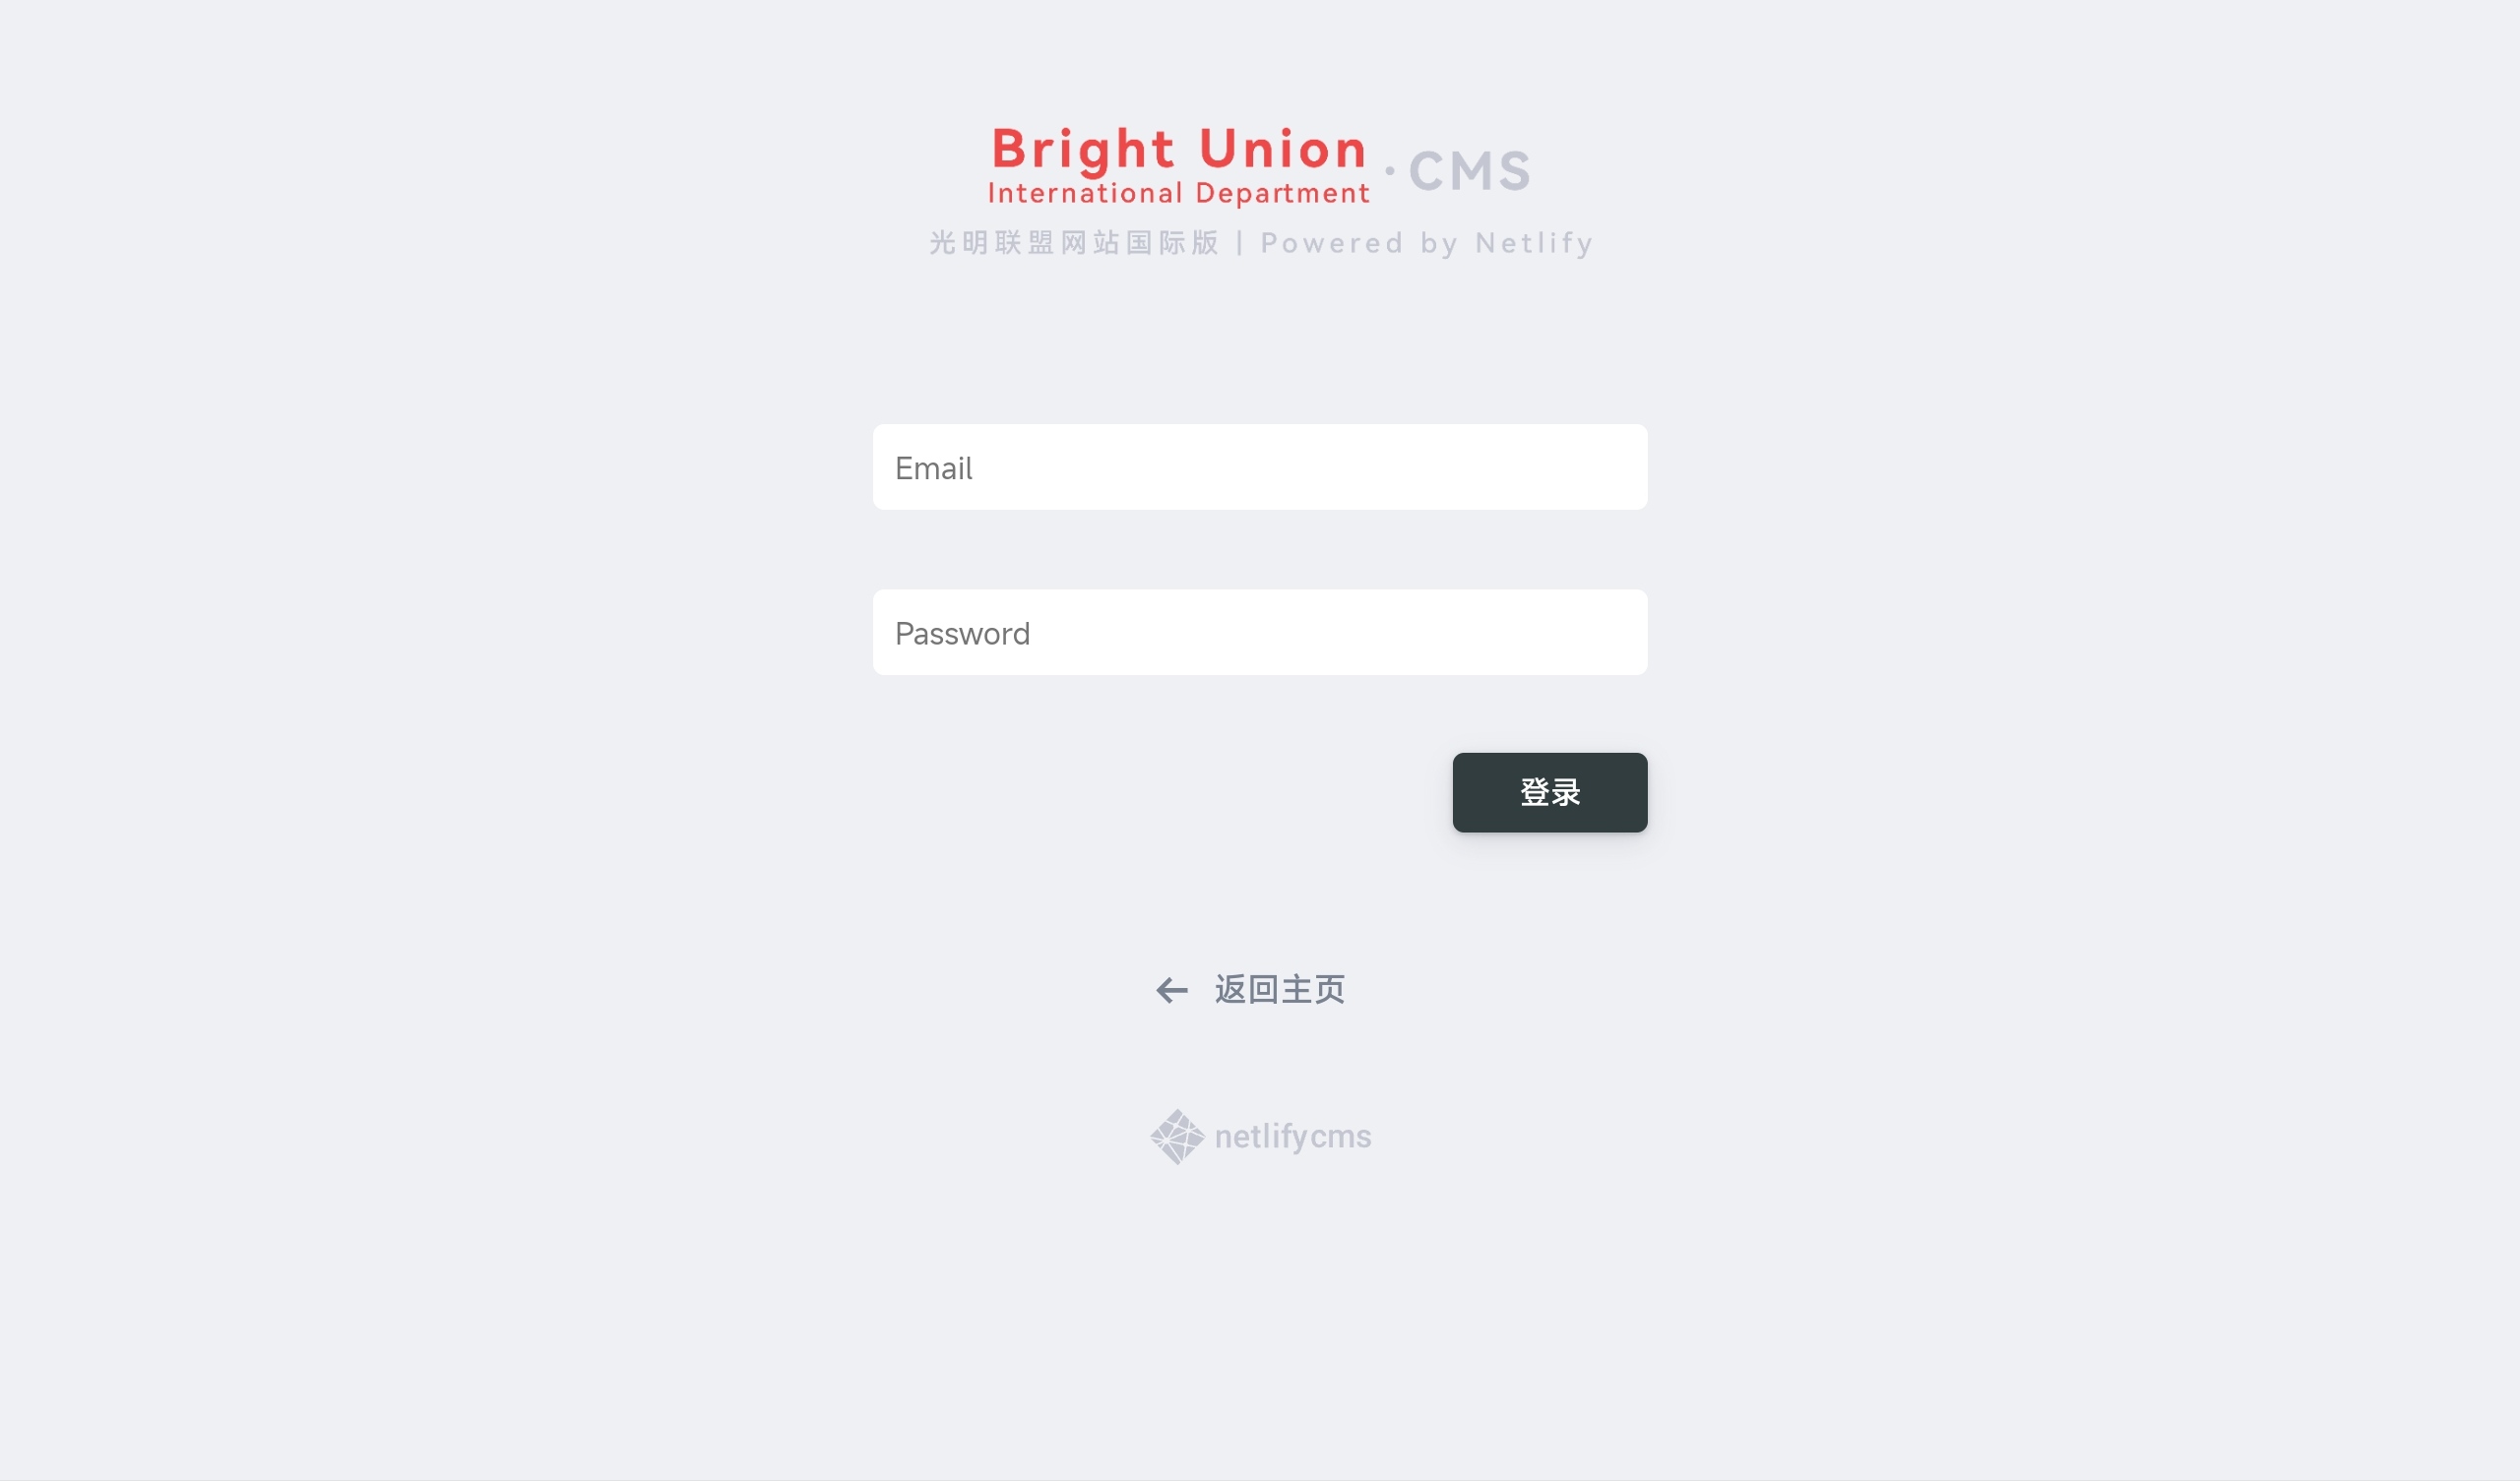 Bright Union
International Department
· CMS
光明联盟网站国际版 | Powered by Netlify
Email
Password
登录
← 返回主页
netlifycms